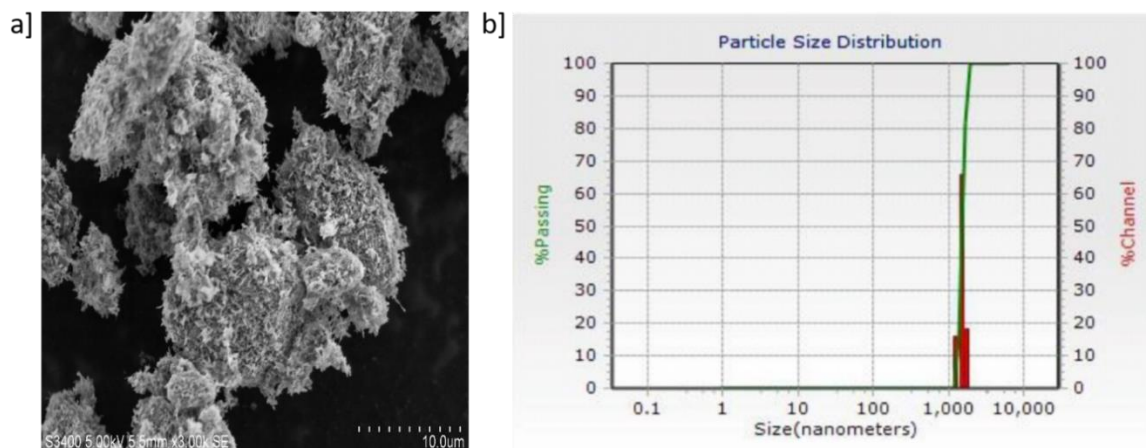 a]
S3400 5.00kV 5.5mm x3.00k SE
10.0um
b]
Particle Size Distribution
100 100
90 90
80 80
70 70
60 60
50 50
40 40
30 30
20 20
10 10
0 0
%Passing
%Channel
0.1 1 10 100 1,000 10,000
Size(nanometers)